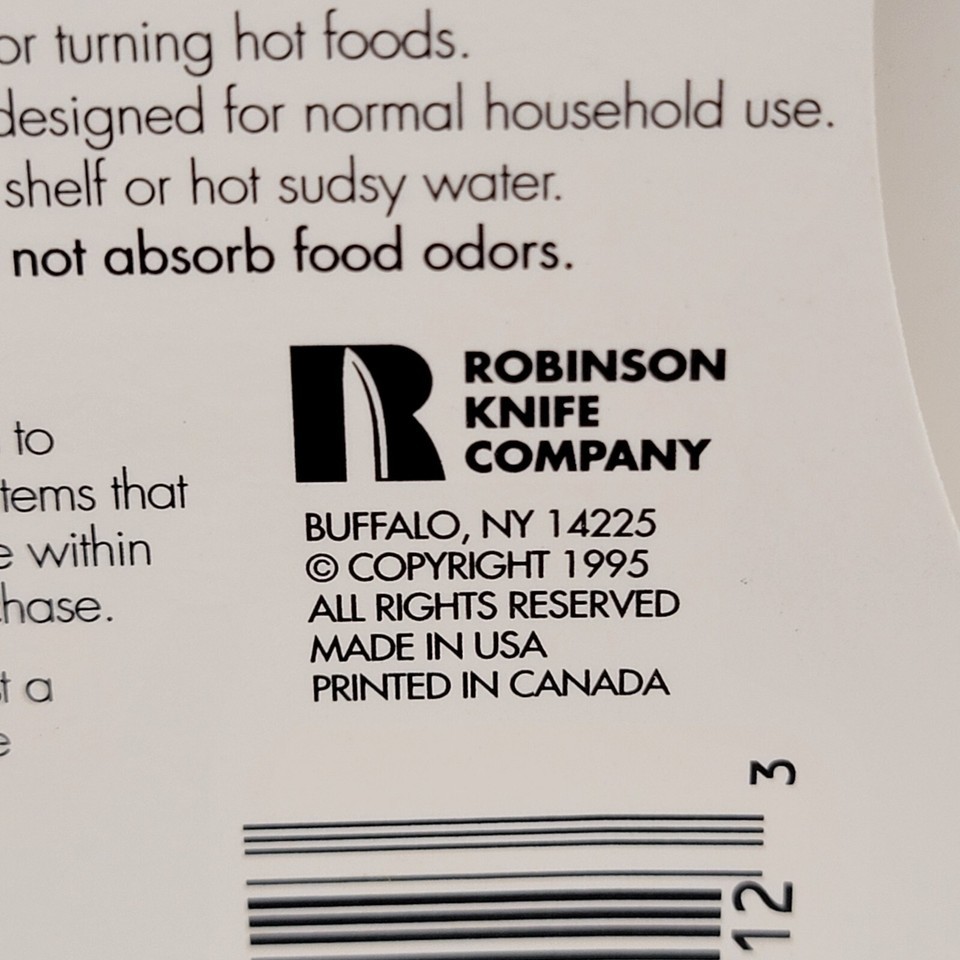 or turning hot foods.
designed for normal household use.
shelf or hot sudsy water.
not absorb food odors.
to
tems that
e within
hase.
t a
e
ROBINSON
KNIFE
COMPANY
BUFFALO, NY 14225
© COPYRIGHT 1995
ALL RIGHTS RESERVED
MADE IN USA
PRINTED IN CANADA
3
12